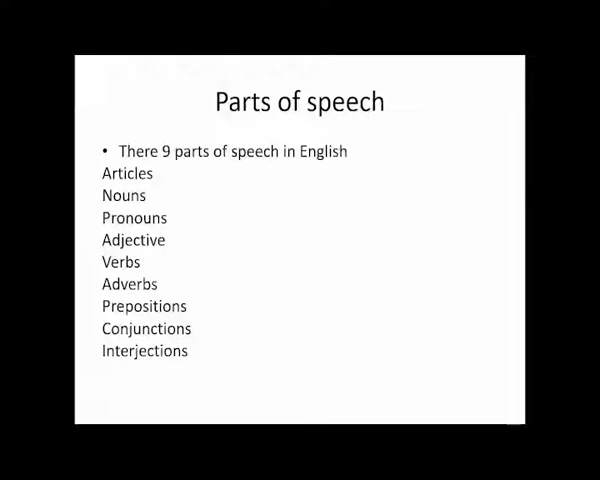 Parts of speech
• There 9 parts of speech in English
Articles
Nouns
Pronouns
Adjective
Verbs
Adverbs
Prepositions
Conjunctions
Interjections